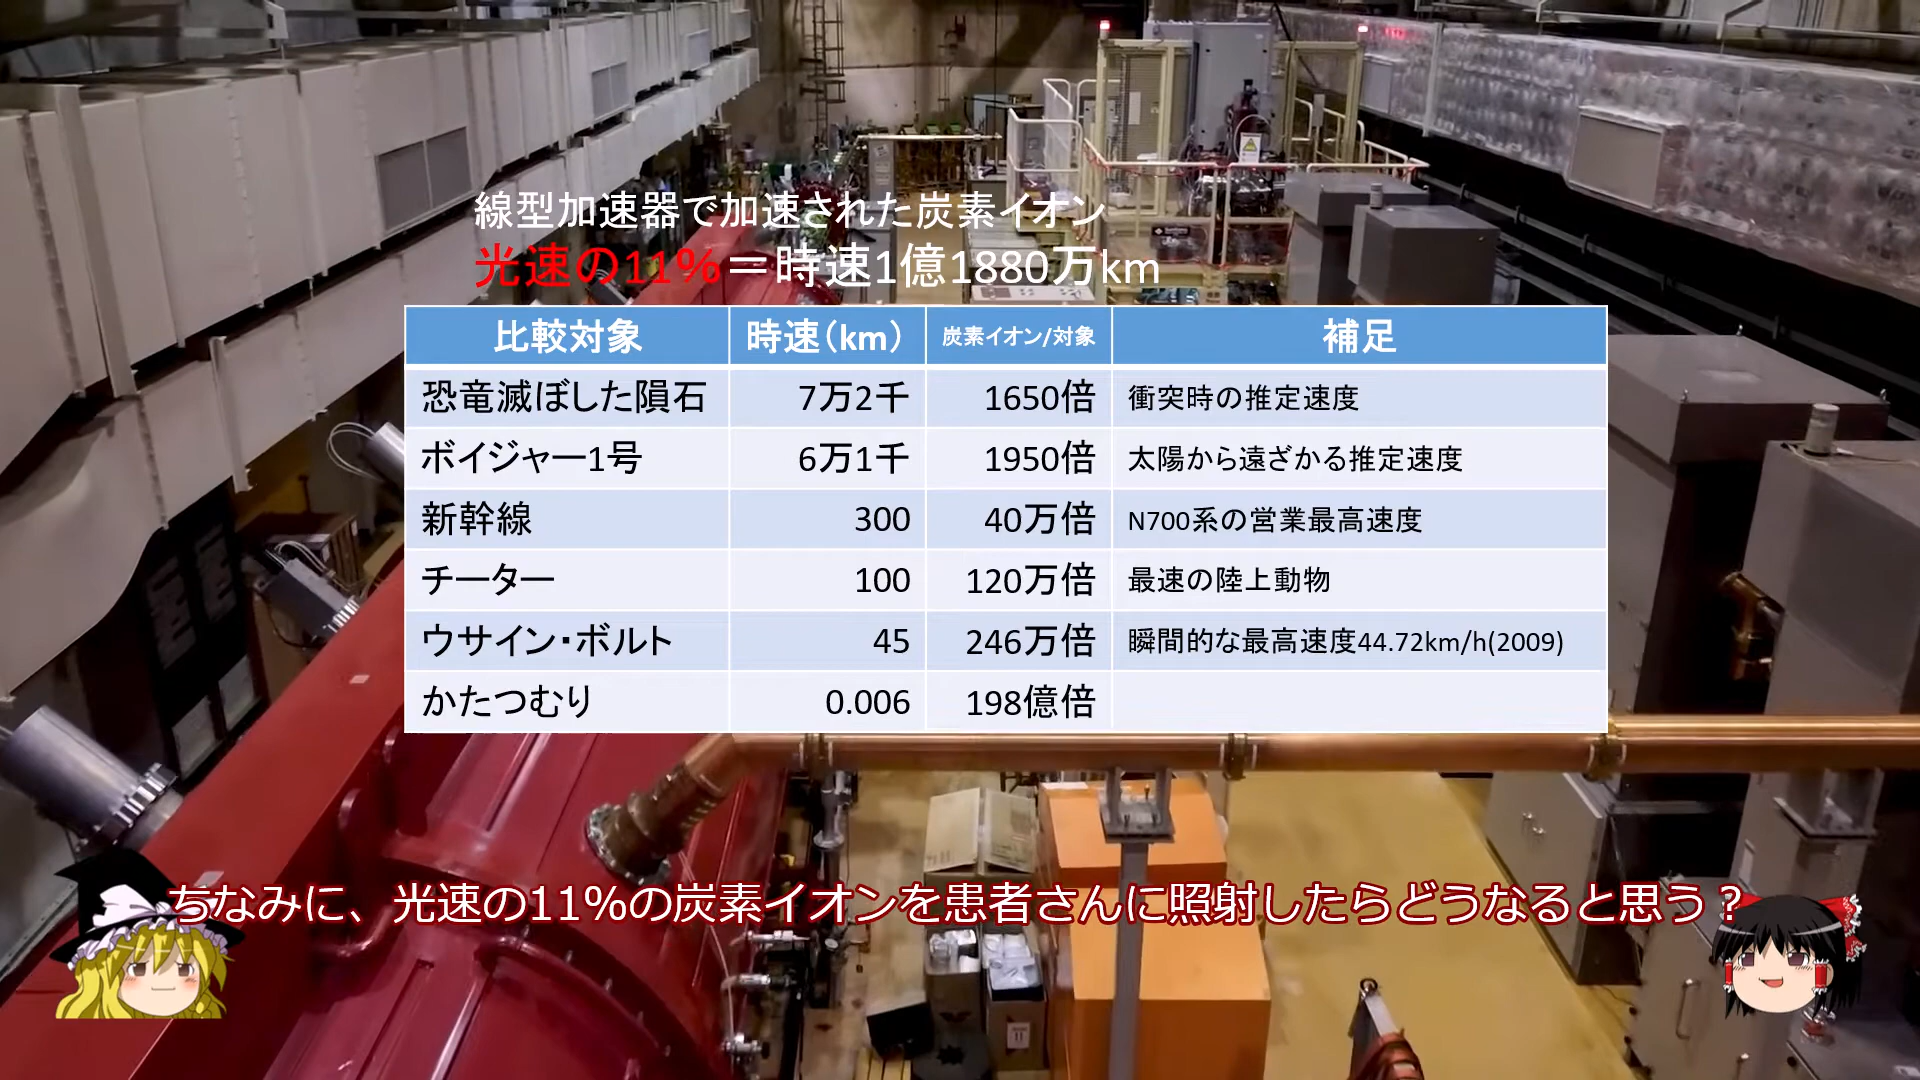 線型加速器で加速された炭素イオン
光速の11%＝時速1億1880万km
比較対象 時速(km) 炭素イオン/対象 補足
恐竜滅ぼした隕石 7万2千 1650倍 衝突時の推定速度
ボイジャー1号 6万1千 1950倍 太陽から遠ざかる推定速度
新幹線 300 40万倍 N700系の営業最高速度
チーター 100 120万倍 最速の陸上動物
ウサイン・ボルト 45 246万倍 瞬間的な最高速度44.72km/h(2009)
かたつむり 0.006 198億倍
ちなみに、光速の11%の炭素イオンを患者さんに照射したらどうなると思う？